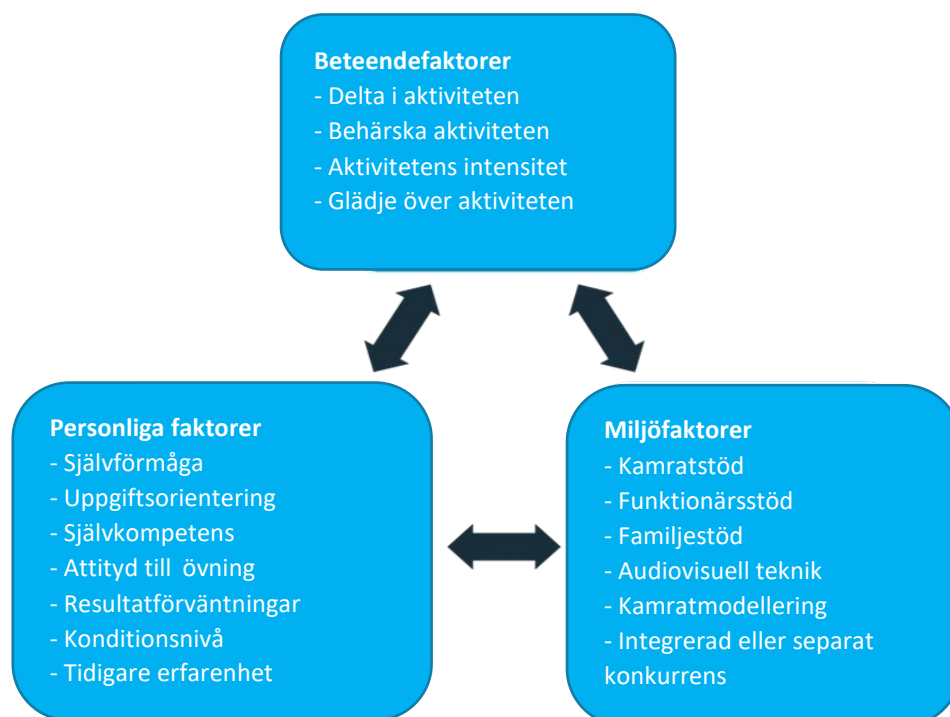 Beteendefaktorer
- Delta i aktiviteten
- Behärska aktiviteten
- Aktivitetens intensitet
- Glädje över aktiviteten
Personliga faktorer
- Självförmåga
- Uppgiftsorientering
- Självkompetens
- Attityd till  övning
- Resultatförväntningar
- Konditionsnivå
- Tidigare erfarenhet
Miljöfaktorer
- Kamratstöd
- Funktionärsstöd
- Familjestöd
- Audiovisuell teknik
- Kamratmodellering
- Integrerad eller separat
konkurrens